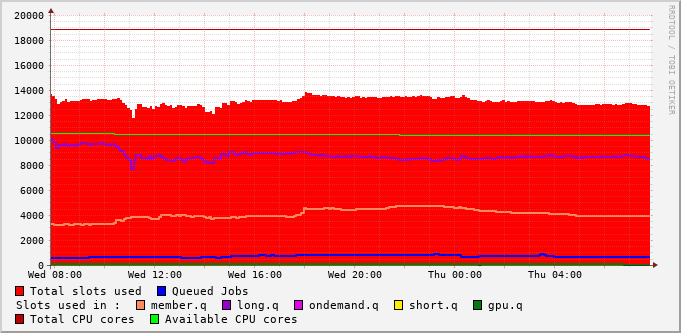 RRDTOOL / TOBI OETIKER
20000
18000
16000
14000
12000
10000
8000
6000
4000
2000
0
Wed 08:00 Wed 12:00 Wed 16:00 Wed 20:00 Thu 00:00 Thu 04:00
Total slots used Queued Jobs
Slots used in : member.q long.q ondemand.q short.q gpu.q
Total CPU cores Available CPU cores